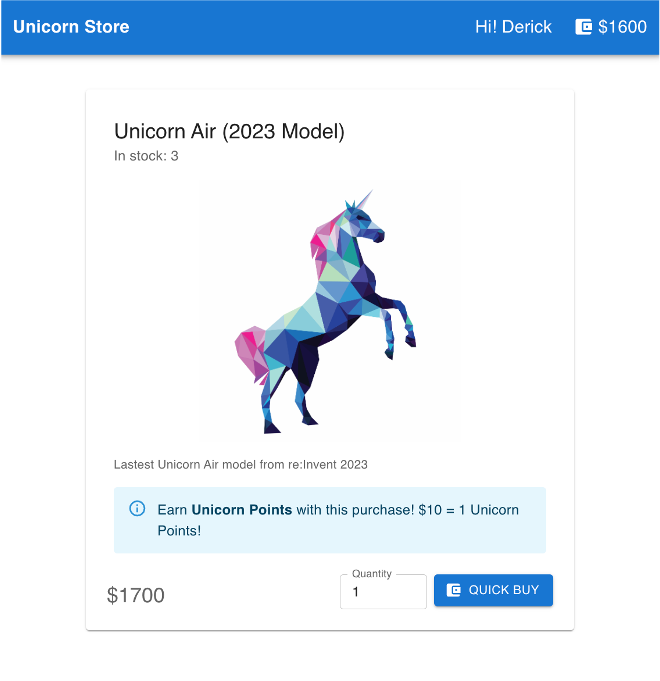 Unicorn Store
Hi! Derick
$1600
Unicorn Air (2023 Model)
In stock: 3
Lastest Unicorn Air model from re:Invent 2023
Earn Unicorn Points with this purchase! $10 = 1 Unicorn
Points!
$1700
Quantity
1
QUICK BUY